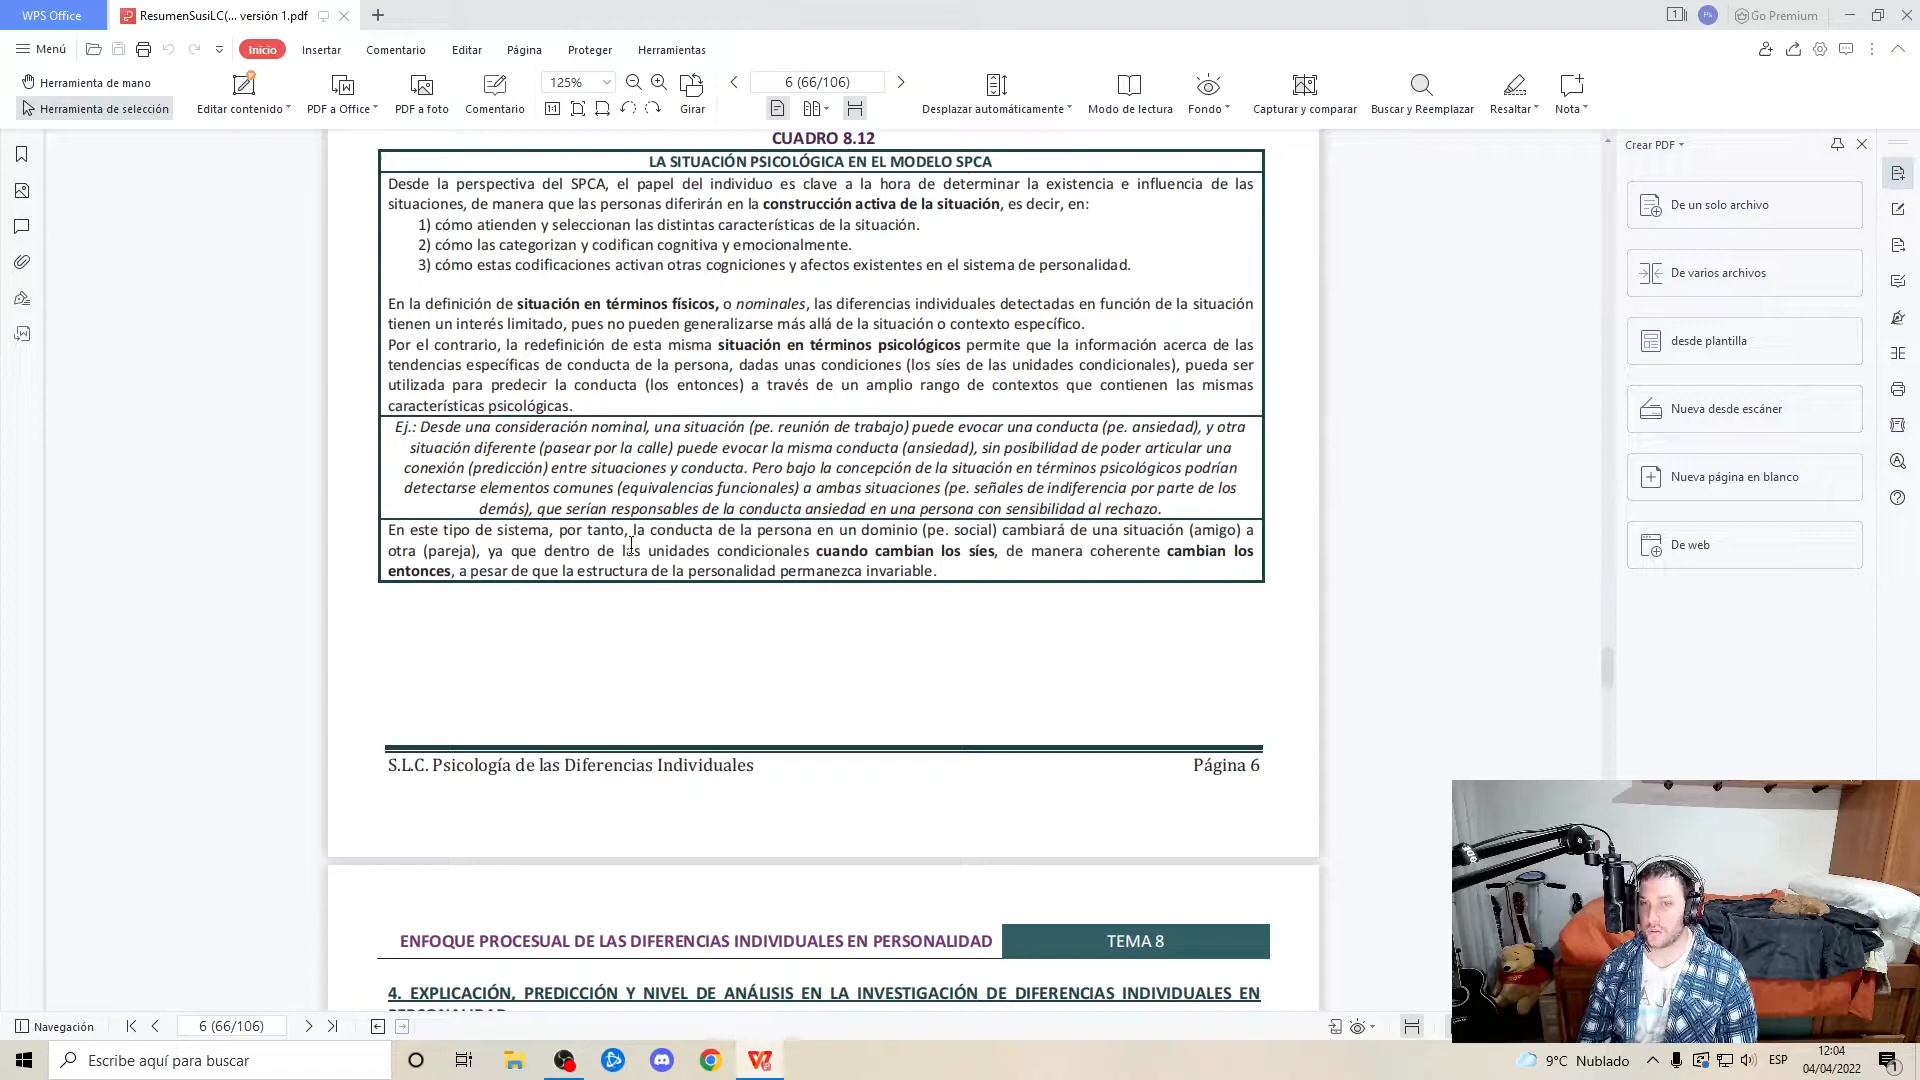 WPS Office
ResumenSusiLC(... versión 1.pdf
1
Go Premium
Menú
Inicio
Insertar
Comentario
Editar
Página
Proteger
Herramientas
Herramienta de mano
Herramienta de selección
Editar contenido
PDF a Office
PDF a foto
Comentario
125%
Girar
6 (66/106)
Desplazar automáticamente
Modo de lectura
Fondo
Capturar y comparar
Buscar y Reemplazar
Resaltar
Nota
CUADRO 8.12
LA SITUACIÓN PSICOLÓGICA EN EL MODELO SPCA
Desde la perspectiva del SPCA, el papel del individuo es clave a la hora de determinar la existencia e influencia de las
situaciones, de manera que las personas diferirán en la construcción activa de la situación, es decir, en:
1) cómo atienden y seleccionan las distintas características de la situación.
2) cómo las categorizan y codifican cognitiva y emocionalmente.
3) cómo estas codificaciones activan otras cogniciones y afectos existentes en el sistema de personalidad.
En la definición de situación en términos físicos, o nominales, las diferencias individuales detectadas en función de la situación
tienen un interés limitado, pues no pueden generalizarse más allá de la situación o contexto específico.
Por el contrario, la redefinición de esta misma situación en términos psicológicos permite que la información acerca de las
tendencias específicas de conducta de la persona, dadas unas condiciones (los síes de las unidades condicionales), pueda ser
utilizada para predecir la conducta (los entonces) a través de un amplio rango de contextos que contienen las mismas
características psicológicas.
Ej.: Desde una consideración nominal, una situación (pe. reunión de trabajo) puede evocar una conducta (pe. ansiedad), y otra
situación diferente (pasear por la calle) puede evocar la misma conducta (ansiedad), sin posibilidad de poder articular una
conexión (predicción) entre situaciones y conducta. Pero bajo la concepción de la situación en términos psicológicos podrían
detectarse elementos comunes (equivalencias funcionales) a ambas situaciones (pe. señales de indiferencia por parte de los
demás), que serían responsables de la conducta ansiedad en una persona con sensibilidad al rechazo.
En este tipo de sistema, por tanto, la conducta de la persona en un dominio (pe. social) cambiará de una situación (amigo) a
otra (pareja), ya que dentro de las unidades condicionales cuando cambian los síes, de manera coherente cambian los
entonces, a pesar de que la estructura de la personalidad permanezca invariable.
S.L.C. Psicología de las Diferencias Individuales
Página 6
ENFOQUE PROCESUAL DE LAS DIFERENCIAS INDIVIDUALES EN PERSONALIDAD
TEMA 8
4. EXPLICACIÓN, PREDICCIÓN Y NIVEL DE ANÁLISIS EN LA INVESTIGACIÓN DE DIFERENCIAS INDIVIDUALES EN
Crear PDF
De un solo archivo
De varios archivos
desde plantilla
Nueva desde escáner
Nueva página en blanco
De web
Navegación
6 (66/106)
Escribe aquí para buscar
9°C Nublado
ESP
12:04
04/04/2022